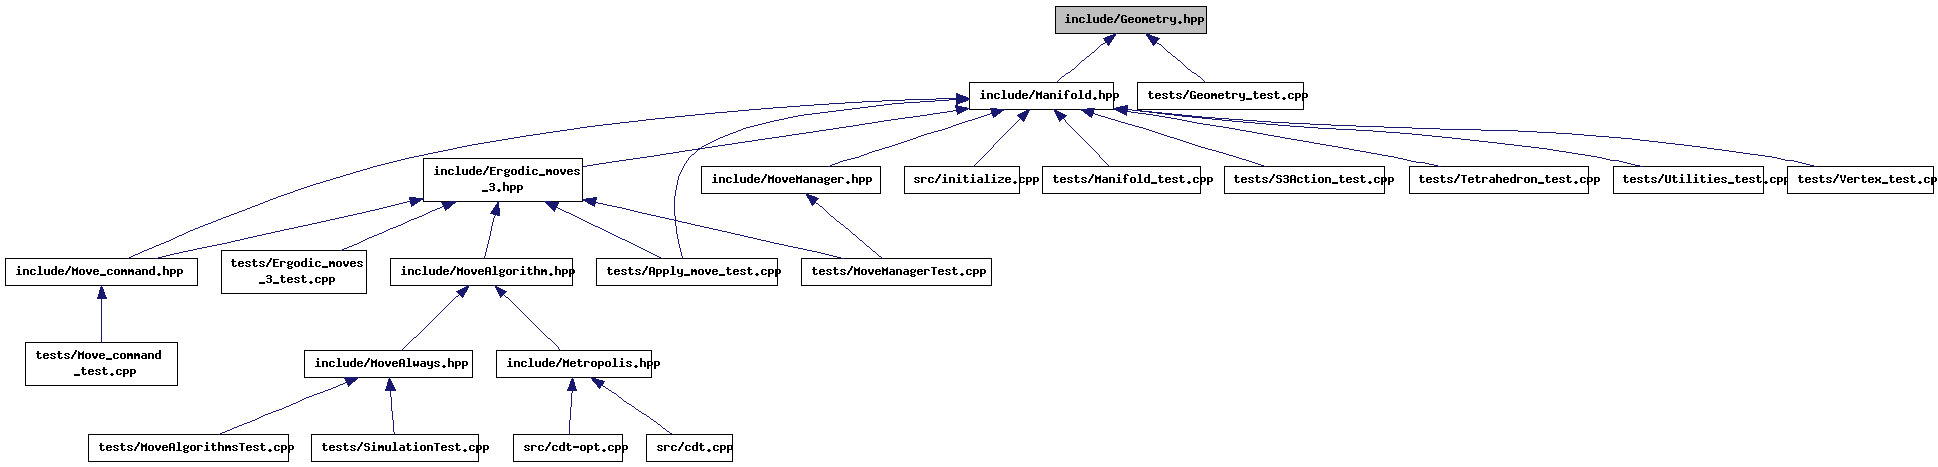 include/Geometry.hpp
include/Manifold.hpp
tests/Geometry_test.cpp
include/Ergodic_moves
_3.hpp
include/MoveManager.hpp
src/initialize.cpp
tests/Manifold_test.cpp
tests/S3Action_test.cpp
tests/Tetrahedron_test.cpp
tests/Utilities_test.cpp
tests/Vertex_test.cp
include/Move_command.hpp
tests/Ergodic_moves
_3_test.cpp
include/MoveAlgorithm.hpp
tests/Apply_move_test.cpp
tests/MoveManagerTest.cpp
tests/Move_command
_test.cpp
include/MoveAlways.hpp
include/Metropolis.hpp
tests/MoveAlgorithmsTest.cpp
tests/SimulationTest.cpp
src/cdt-opt.cpp
src/cdt.cpp